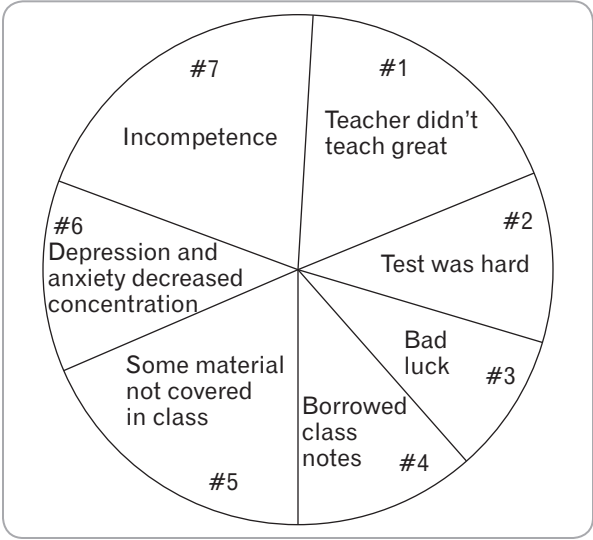 #1
Teacher didn't
teach great
#2
Test was hard
Bad
luck
#3
Borrowed
class
notes
#4
Some material
not covered
in class
#5
#6
Depression and
anxiety decreased
concentration
#7
Incompetence